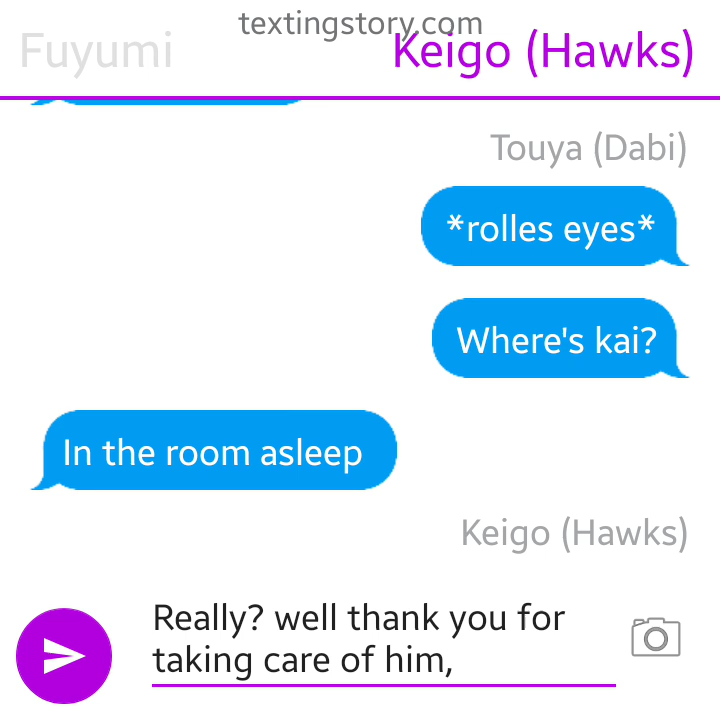 textingstory.com
Fuyumi
Keigo (Hawks)
Touya (Dabi)
*rolles eyes*
Where's kai?
In the room asleep
Keigo (Hawks)
Really? well thank you for
taking care of him,